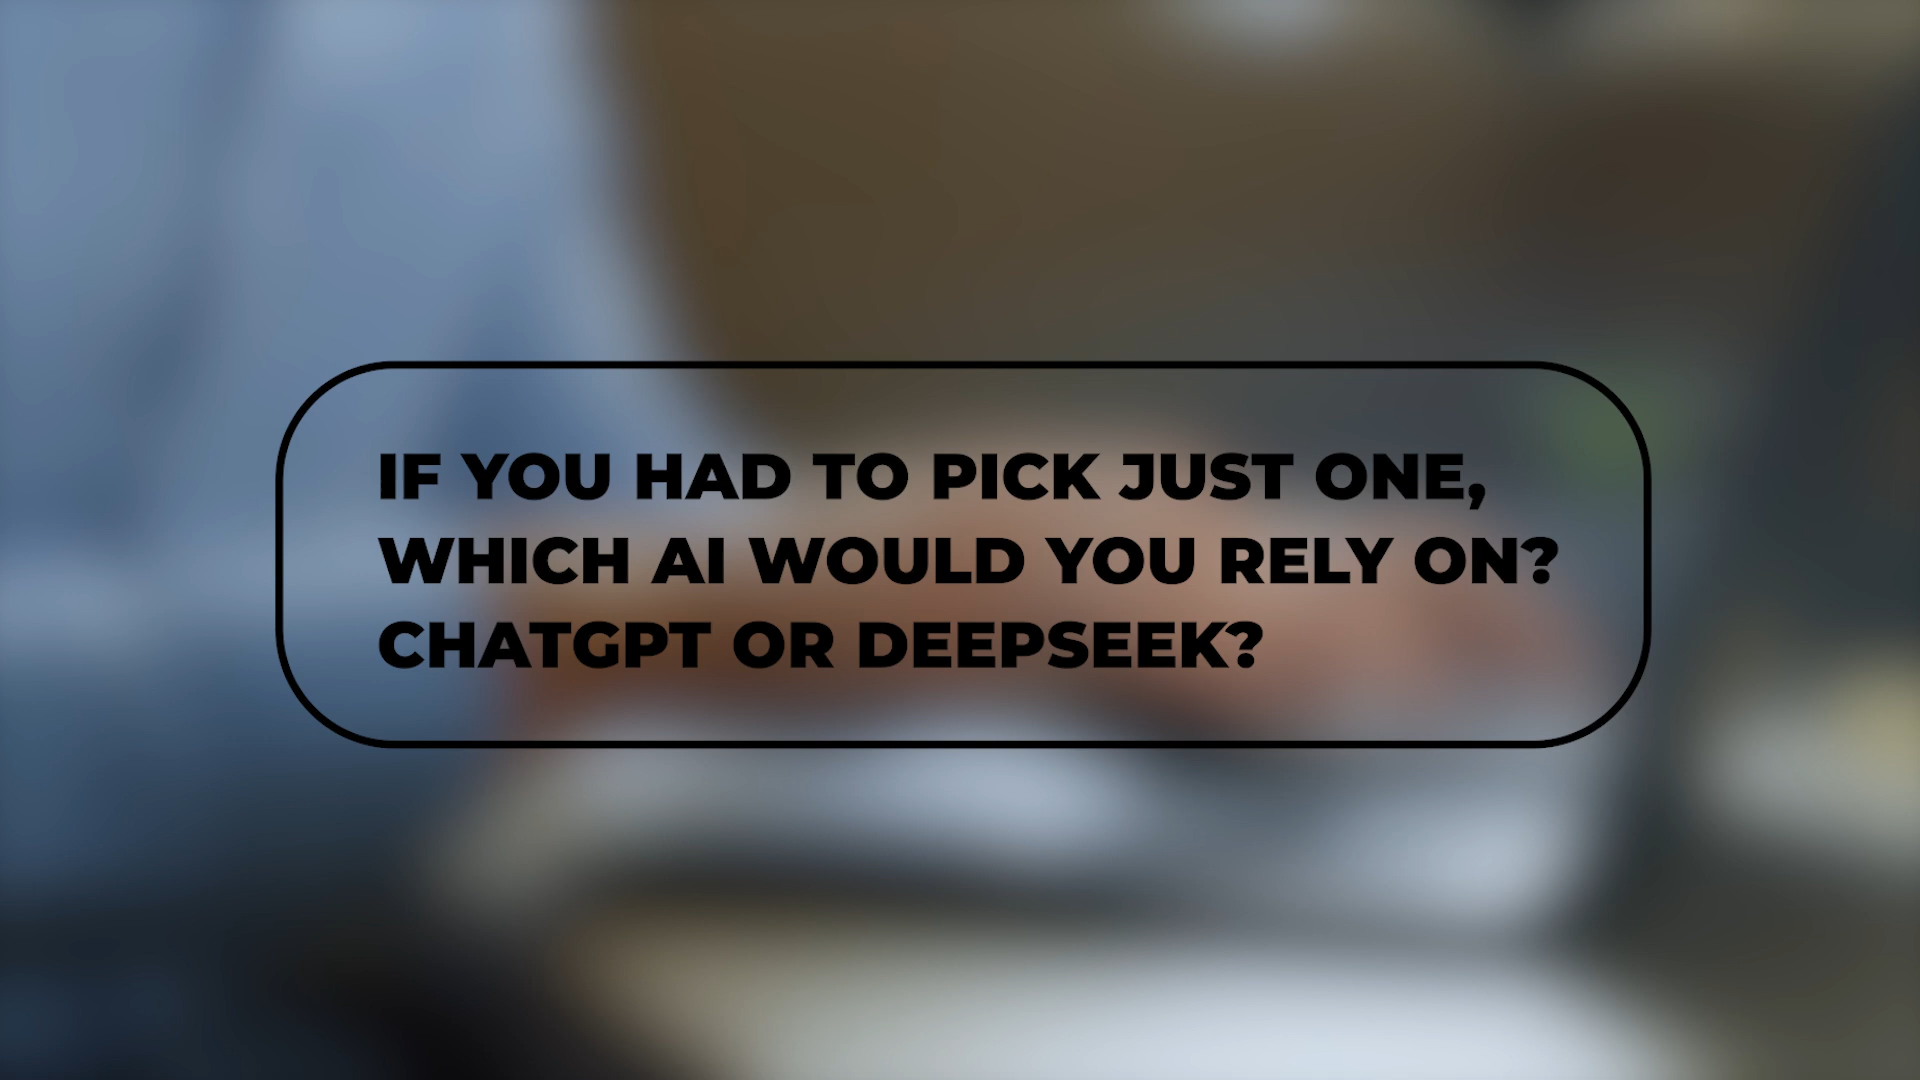 IF YOU HAD TO PICK JUST ONE,
WHICH AI WOULD YOU RELY ON?
CHATGPT OR DEEPSEEK?